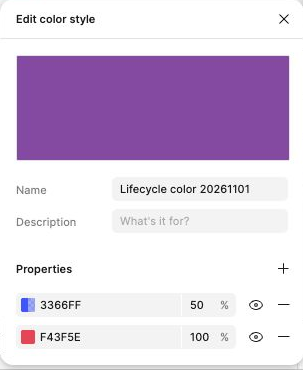 Edit color style
Name
Lifecycle color 20261101
Description
What's it for?
Properties
3366FF 50 %
F43F5E 100 %